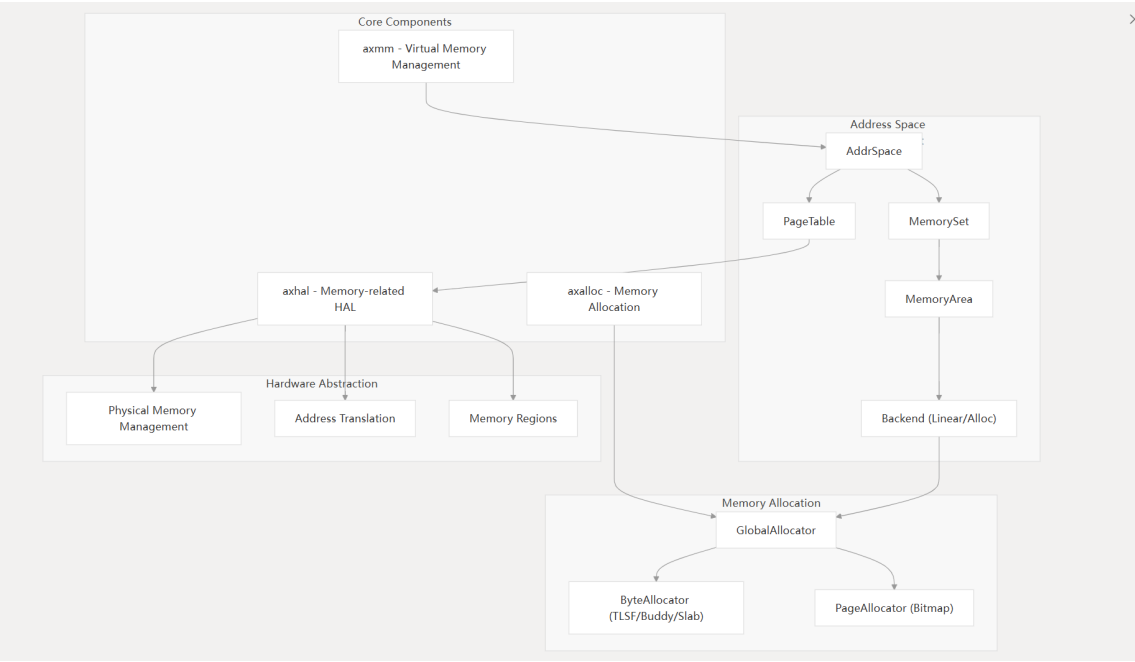 Core Components
axmm - Virtual Memory
Management
Address Space
AddrSpace
PageTable
MemorySet
axhal - Memory-related
HAL
axalloc - Memory
Allocation
MemoryArea
Hardware Abstraction
Physical Memory
Management
Address Translation
Memory Regions
Backend (Linear/Alloc)
Memory Allocation
GlobalAllocator
ByteAllocator
(TLSF/Buddy/Slab)
PageAllocator (Bitmap)